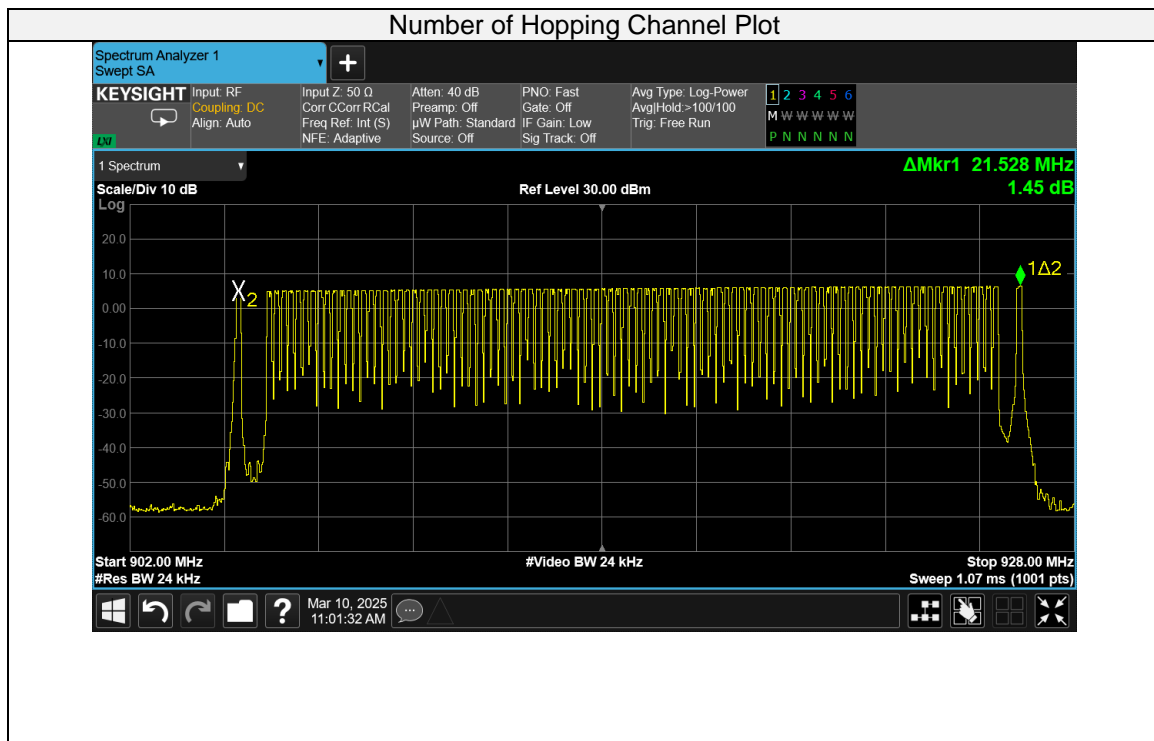 Number of Hopping Channel Plot
Spectrum Analyzer 1
Swept SA
KEYSIGHT
LXI
Input: RF
Coupling: DC
Align: Auto
Input Z: 50 Ω
Corr CCorr RCal
Freq Ref: Int (S)
NFE: Adaptive
Atten: 40 dB
Preamp: Off
µW Path: Standard
Source: Off
PNO: Fast
Gate: Off
IF Gain: Low
Sig Track: Off
Avg Type: Log-Power
Avg|Hold:>100/100
Trig: Free Run
1 2 3 4 5 6
M W W W W W
P N N N N N
1 Spectrum
ΔMkr1 21.528 MHz
Scale/Div 10 dB
Ref Level 30.00 dBm
1.45 dB
Log
20.0
10.0
0.00
-10.0
-20.0
-30.0
-40.0
-50.0
-60.0
X2
1Δ2
Start 902.00 MHz
#Video BW 24 kHz
Stop 928.00 MHz
#Res BW 24 kHz
Sweep 1.07 ms (1001 pts)
?
Mar 10, 2025
11:01:32 AM